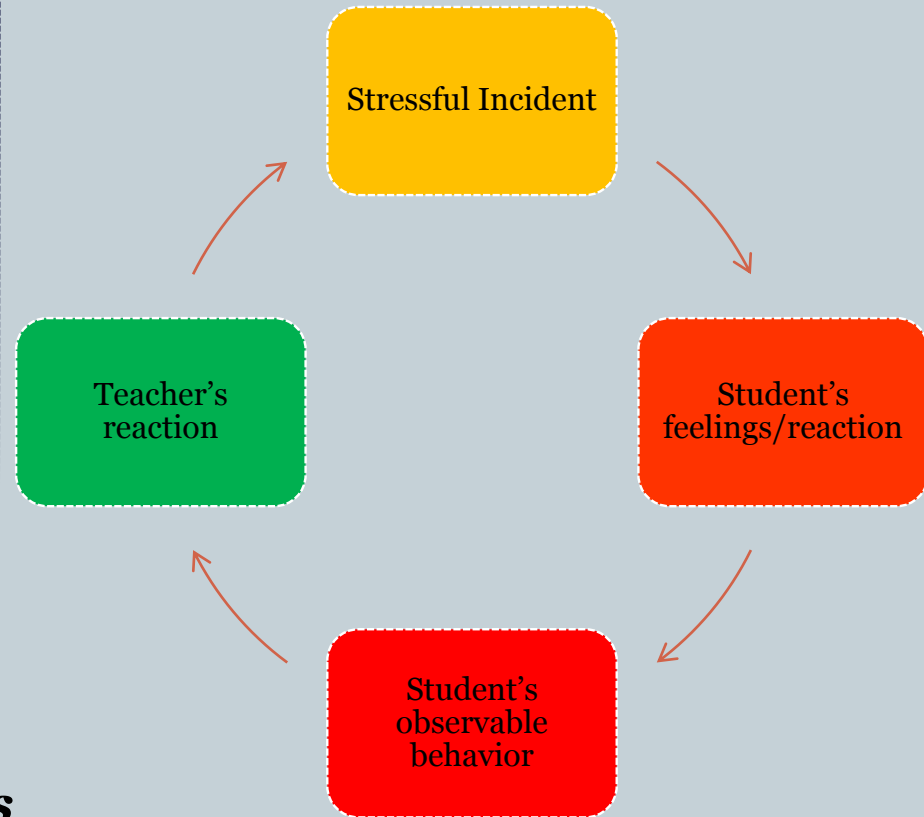 Stressful Incident
Teacher’s
reaction
Student’s
feelings/reaction
Student’s
observable
behavior